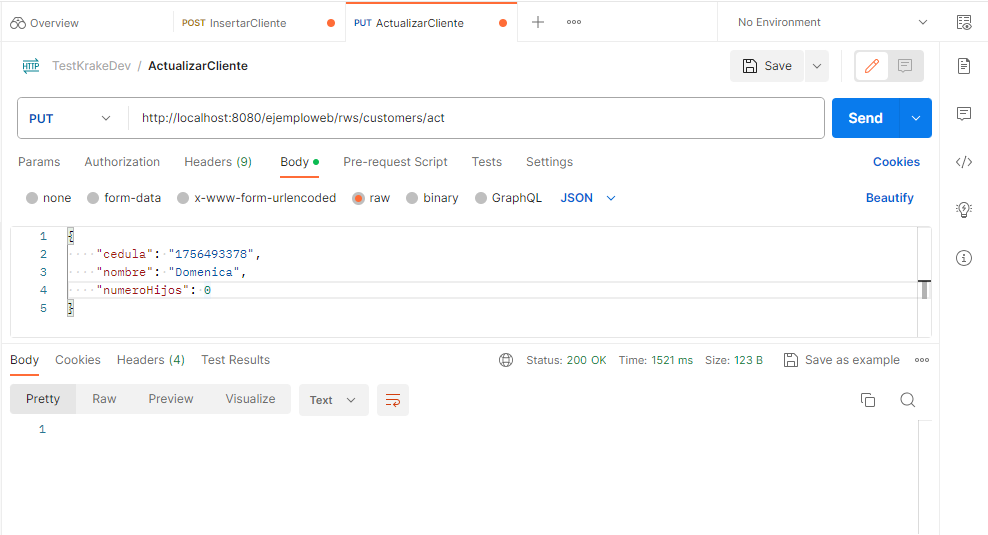 Overview POST InsertarCliente PUT ActualizarCliente No Environment
HTTP TestKrakeDev / ActualizarCliente Save
PUT http://localhost:8080/ejemploweb/rws/customers/act Send
Params Authorization Headers (9) Body Pre-request Script Tests Settings Cookies
none form-data x-www-form-urlencoded raw binary GraphQL JSON Beautify
1 {
2 "cedula": "1756493378",
3 "nombre": "Domenica",
4 "numeroHijos": 0
5 }
Body Cookies Headers (4) Test Results Status: 200 OK Time: 1521 ms Size: 123 B Save as example
Pretty Raw Preview Visualize Text
1